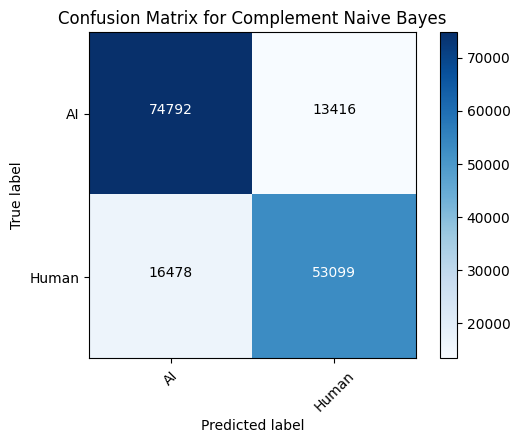 Confusion Matrix for Complement Naive Bayes
True label
AI
Human
74792
13416
16478
53099
AI
Human
Predicted label
70000
60000
50000
40000
30000
20000